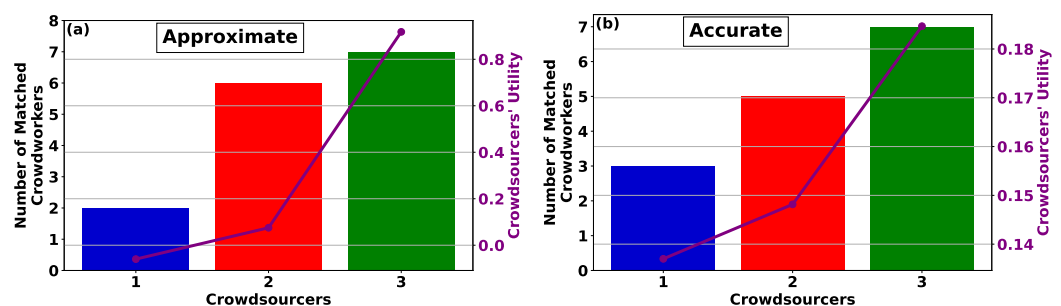 (a)
Approximate
Number of Matched
Crowdworkers
8
7
6
5
4
3
2
1
0
1 2 3
Crowdsourcers
0.8
0.6
0.4
0.2
0.0
Crowdsourcers' Utility
(b)
Accurate
Number of Matched
Crowdworkers
7
6
5
4
3
2
1
0
1 2 3
Crowdsourcers
0.18
0.17
0.16
0.15
0.14
Crowdsourcers' Utility